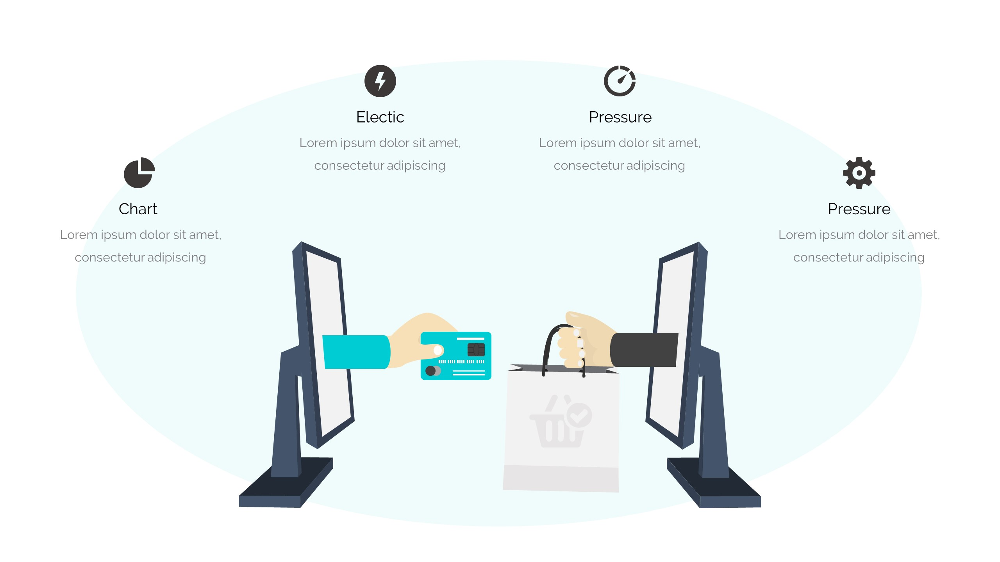 Electic
Lorem ipsum dolor sit amet,
consectetur adipiscing
Pressure
Lorem ipsum dolor sit amet,
consectetur adipiscing
Chart
Lorem ipsum dolor sit amet,
consectetur adipiscing
Pressure
Lorem ipsum dolor sit amet,
consectetur adipiscing